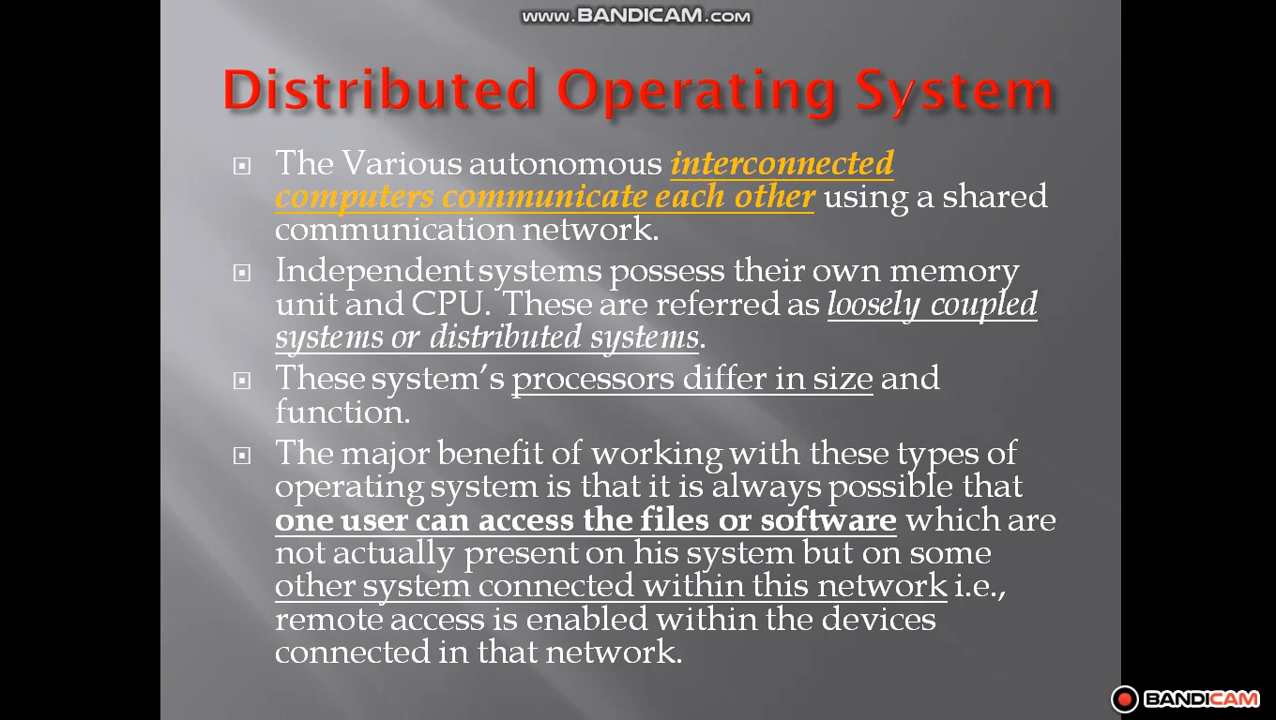 www.BANDICAM.com
Distributed Operating System
The Various autonomous interconnected
computers communicate each other using a shared
communication network.
Independent systems possess their own memory
unit and CPU. These are referred as loosely coupled
systems or distributed systems.
These system’s processors differ in size and
function.
The major benefit of working with these types of
operating system is that it is always possible that
one user can access the files or software which are
not actually present on his system but on some
other system connected within this network i.e.,
remote access is enabled within the devices
connected in that network.
BANDICAM